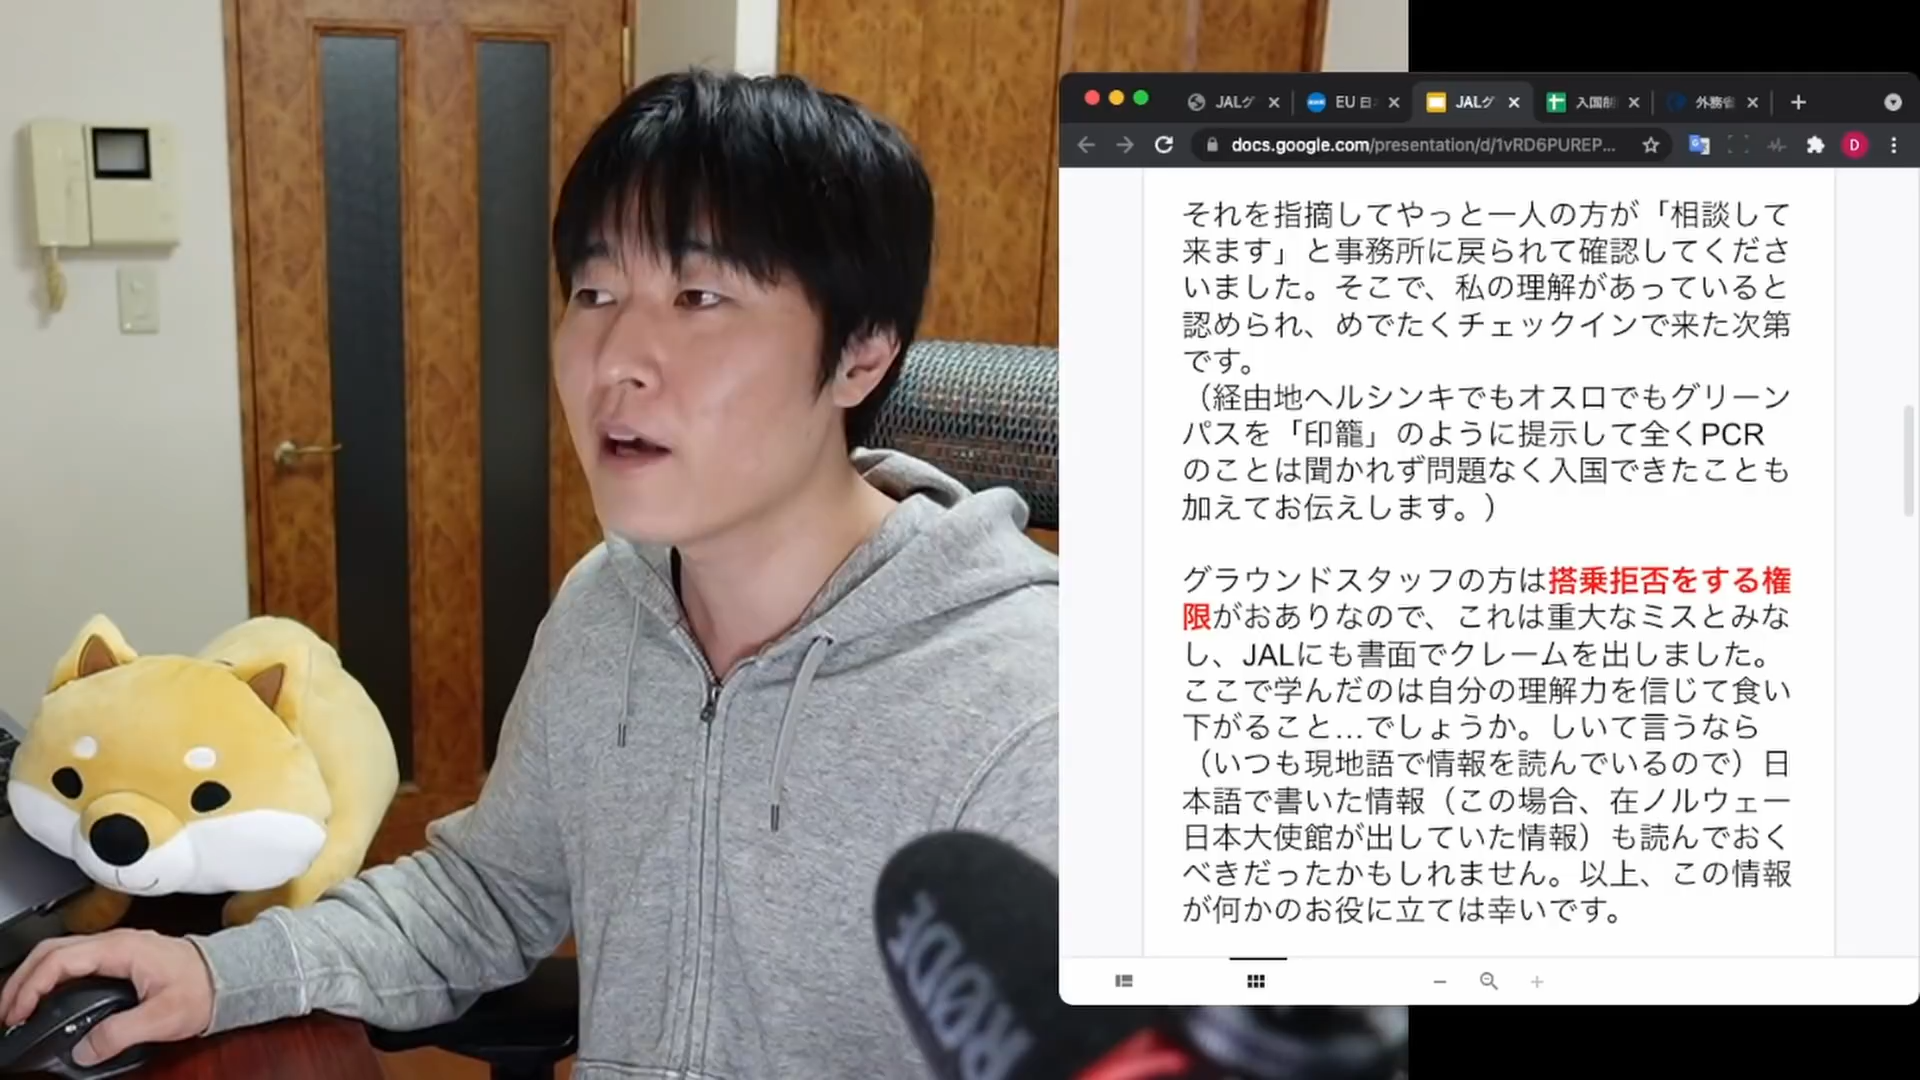 JALグ
EU 日
JALグ
入国制
外務省
docs.google.com/presentation/d/1vRD6PUREP...
D
それを指摘してやっと一人の方が「相談して
来ます」と事務所に戻られて確認してくださ
いました。そこで、私の理解があっていると
認められ、めでたくチェックインで来た次第
です。
（経由地ヘルシンキでもオスロでもグリーン
パスを「印籠」のように提示して全くPCR
のことは聞かれず問題なく入国できたことも
加えてお伝えします。）
グラウンドスタッフの方は搭乗拒否をする権
限がおありなので、これは重大なミスとみな
し、JALにも書面でクレームを出しました。
ここで学んだのは自分の理解力を信じて食い
下がること...でしょうか。しいて言うなら
（いつも現地語で情報を読んでいるので）日
本語で書いた情報（この場合、在ノルウェー
日本大使館が出していた情報）も読んでおく
べきだったかもしれません。以上、この情報
が何かのお役に立ては幸いです。
RØDE